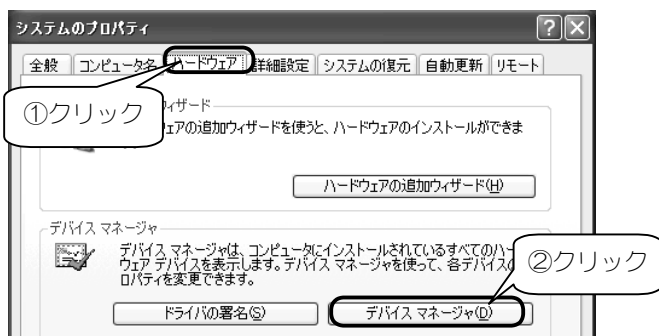 システムのプロパティ
全般 コンピュータ名 ハードウェア 詳細設定 システムの復元 自動更新 リモート
①クリック
ィザード
ェアの追加ウィザードを使うと、ハードウェアのインストールができま
ハードウェアの追加ウィザード(H)
デバイス マネージャ
デバイス マネージャは、コンピュータにインストールされているすべてのハー
ウェア デバイスを表示します。デバイス マネージャを使って、各デバイスの
ロパティを変更できます。
②クリック
ドライバの署名(S) デバイス マネージャ(D)